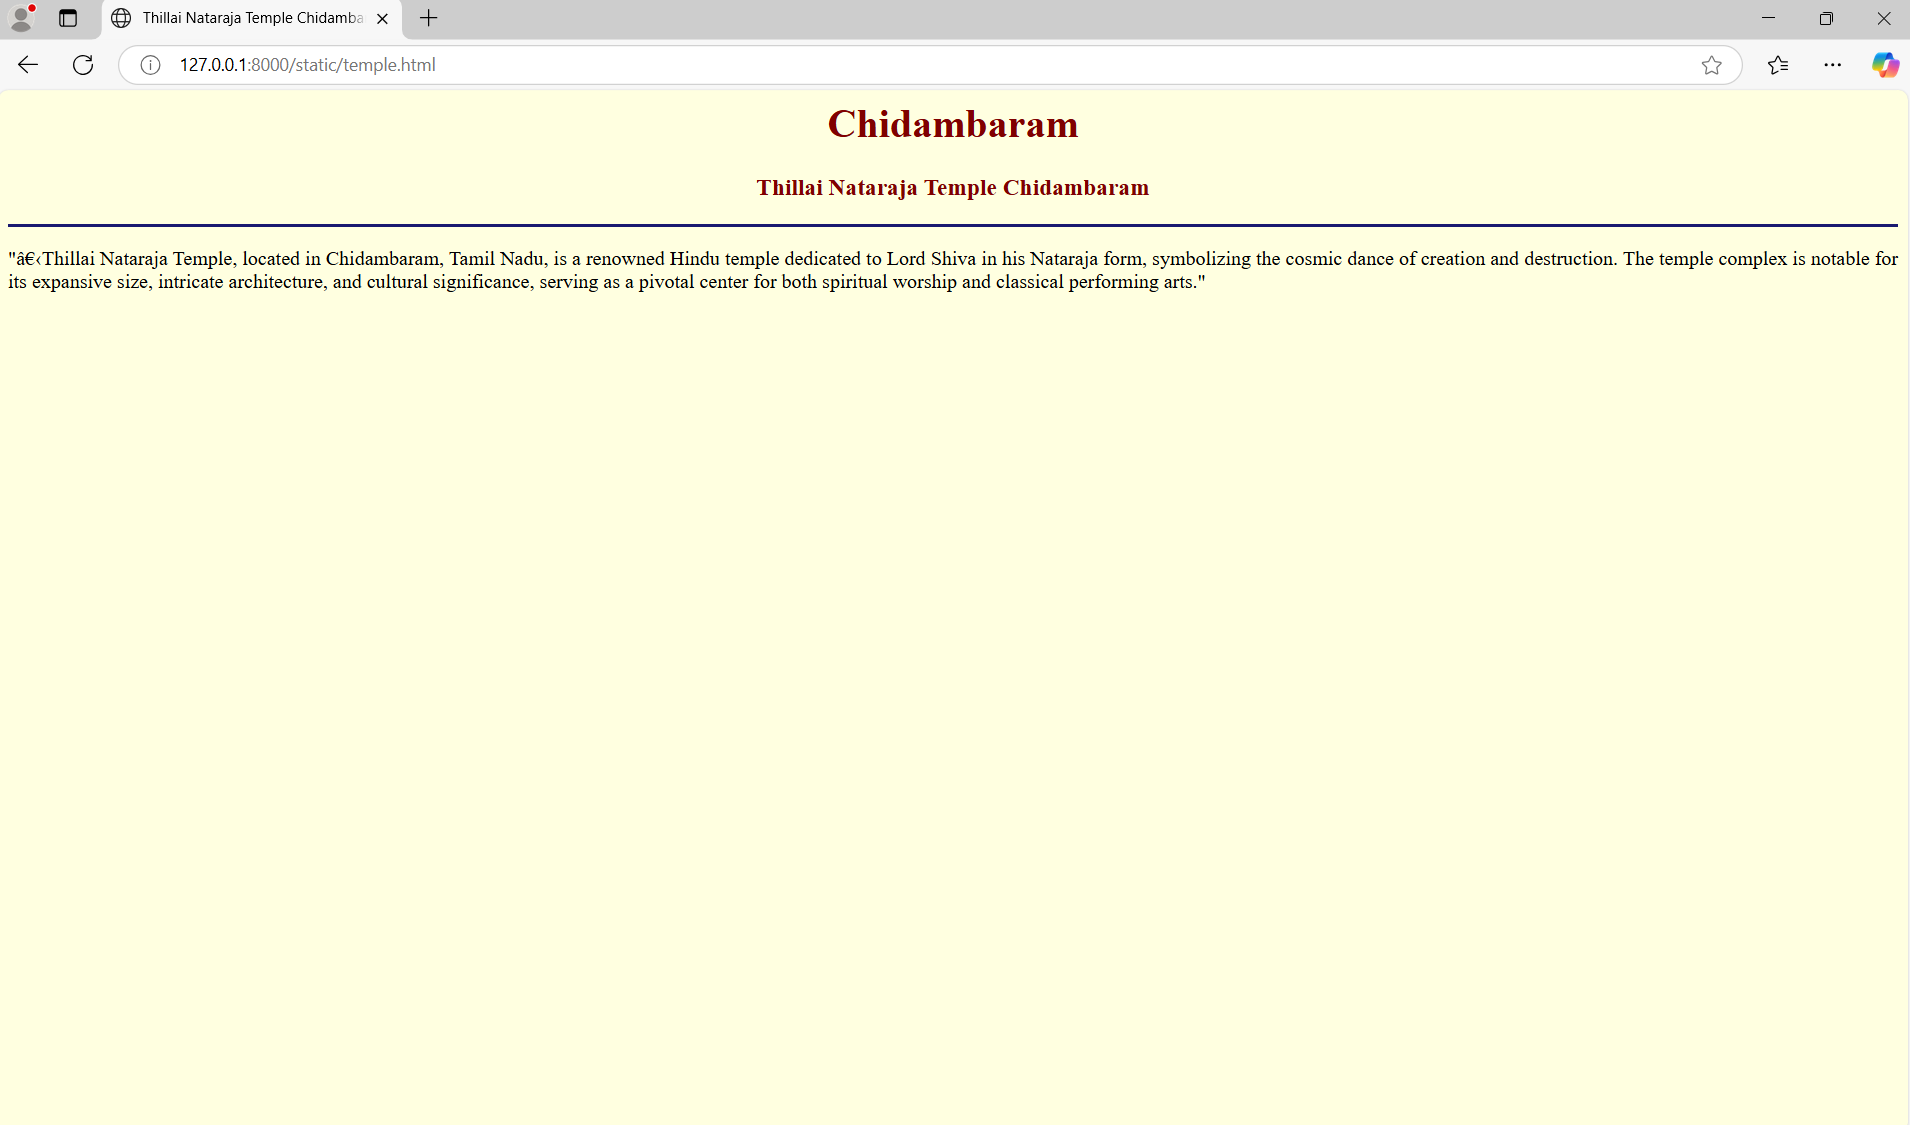 Thillai Nataraja Temple Chidamba
127.0.0.1:8000/static/temple.html
Chidambaram
Thillai Nataraja Temple Chidambaram
"â€‹Thillai Nataraja Temple, located in Chidambaram, Tamil Nadu, is a renowned Hindu temple dedicated to Lord Shiva in his Nataraja form, symbolizing the cosmic dance of creation and destruction. The temple complex is notable for
its expansive size, intricate architecture, and cultural significance, serving as a pivotal center for both spiritual worship and classical performing arts."